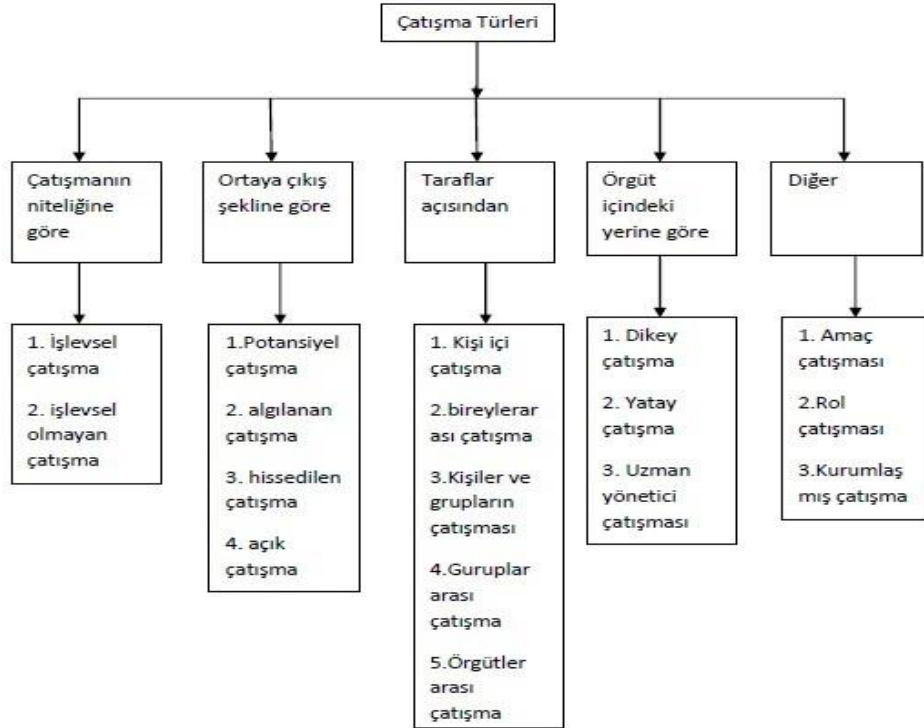 Çatışma Türleri
Çatışmanın
niteliğine
göre
Ortaya çıkış
şekline göre
Taraflar
açısından
Örgüt
içindeki
yerine göre
Diğer
1. İşlevsel
çatışma
2. işlevsel
olmayan
çatışma
1.Potansiyel
çatışma
2. algılanan
çatışma
3. hissedilen
çatışma
4. açık
çatışma
1. Kişi içi
çatışma
2.bireylerar
ası çatışma
3.Kişiler ve
grupların
çatışması
4.Guruplar
arası
çatışma
5.Örgütler
arası
çatışma
1. Dikey
çatışma
2. Yatay
çatışma
3. Uzman
yönetici
çatışması
1. Amaç
çatışması
2.Rol
çatışması
3.Kurumlaş
mış çatışma